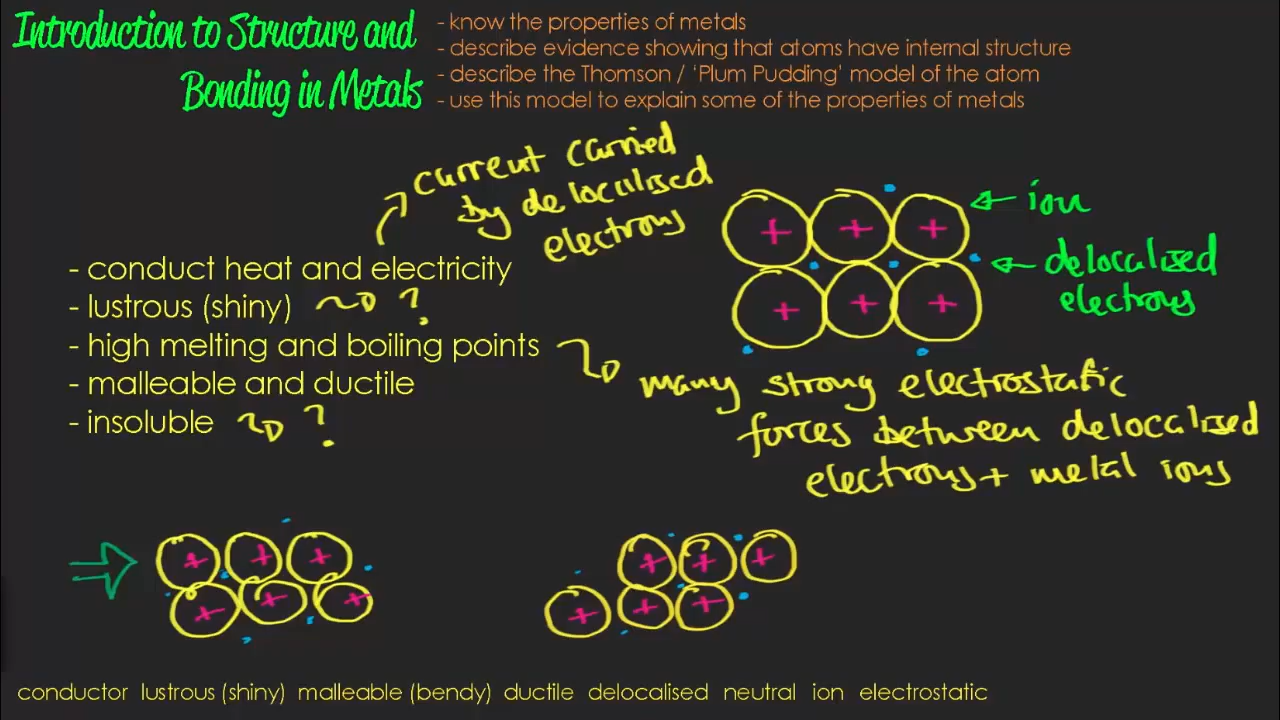 Introduction to Structure and
Bonding in Metals
- know the properties of metals
- describe evidence showing that atoms have internal structure
- describe the Thomson / ‘Plum Pudding’ model of the atom
- use this model to explain some of the properties of metals
current carried
by delocalised
electrons
- conduct heat and electricity
- lustrous (shiny) ?
- high melting and boiling points
- malleable and ductile
- insoluble ?
+ + +
+ + +
ion
delocalised
electrons
many strong electrostatic
forces between delocalised
electrons + metal ions
+ + +
+ + +
+ + +
+ + +
conductor lustrous (shiny) malleable (bendy) ductile delocalised neutral ion electrostatic